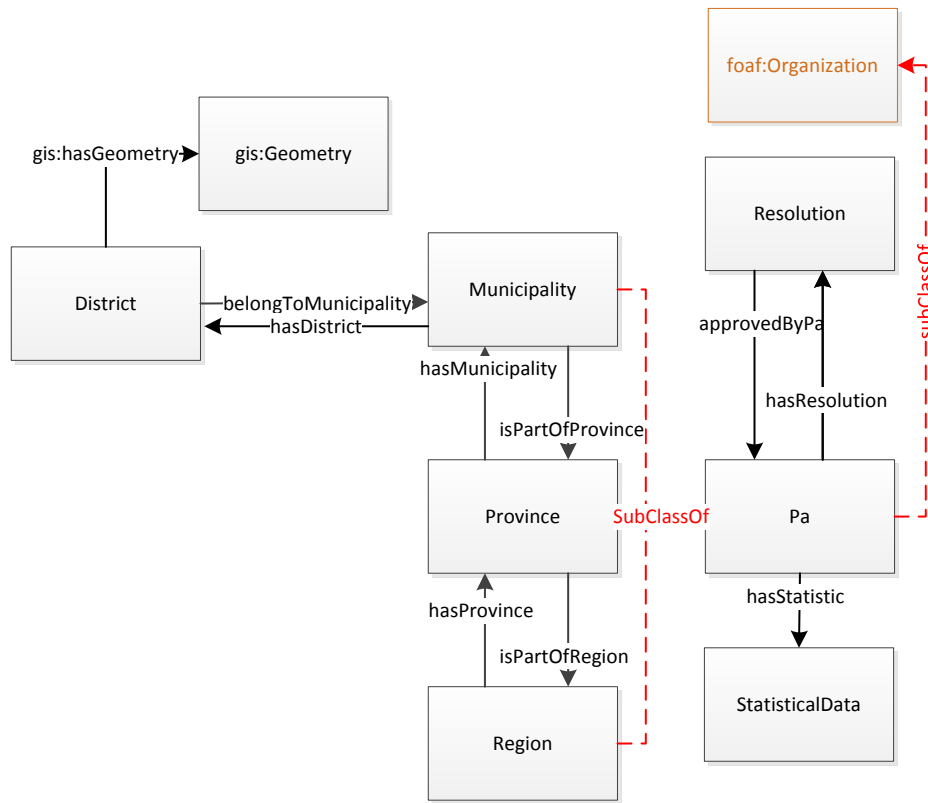 foaf:Organization
gis:hasGeometry
gis:Geometry
Resolution
District
belongToMunicipality
hasDistrict
Municipality
subClassOf
approvedByPa
hasMunicipality
hasResolution
isPartOfProvince
Province
SubClassOf
Pa
hasProvince
hasStatistic
isPartOfRegion
StatisticalData
Region